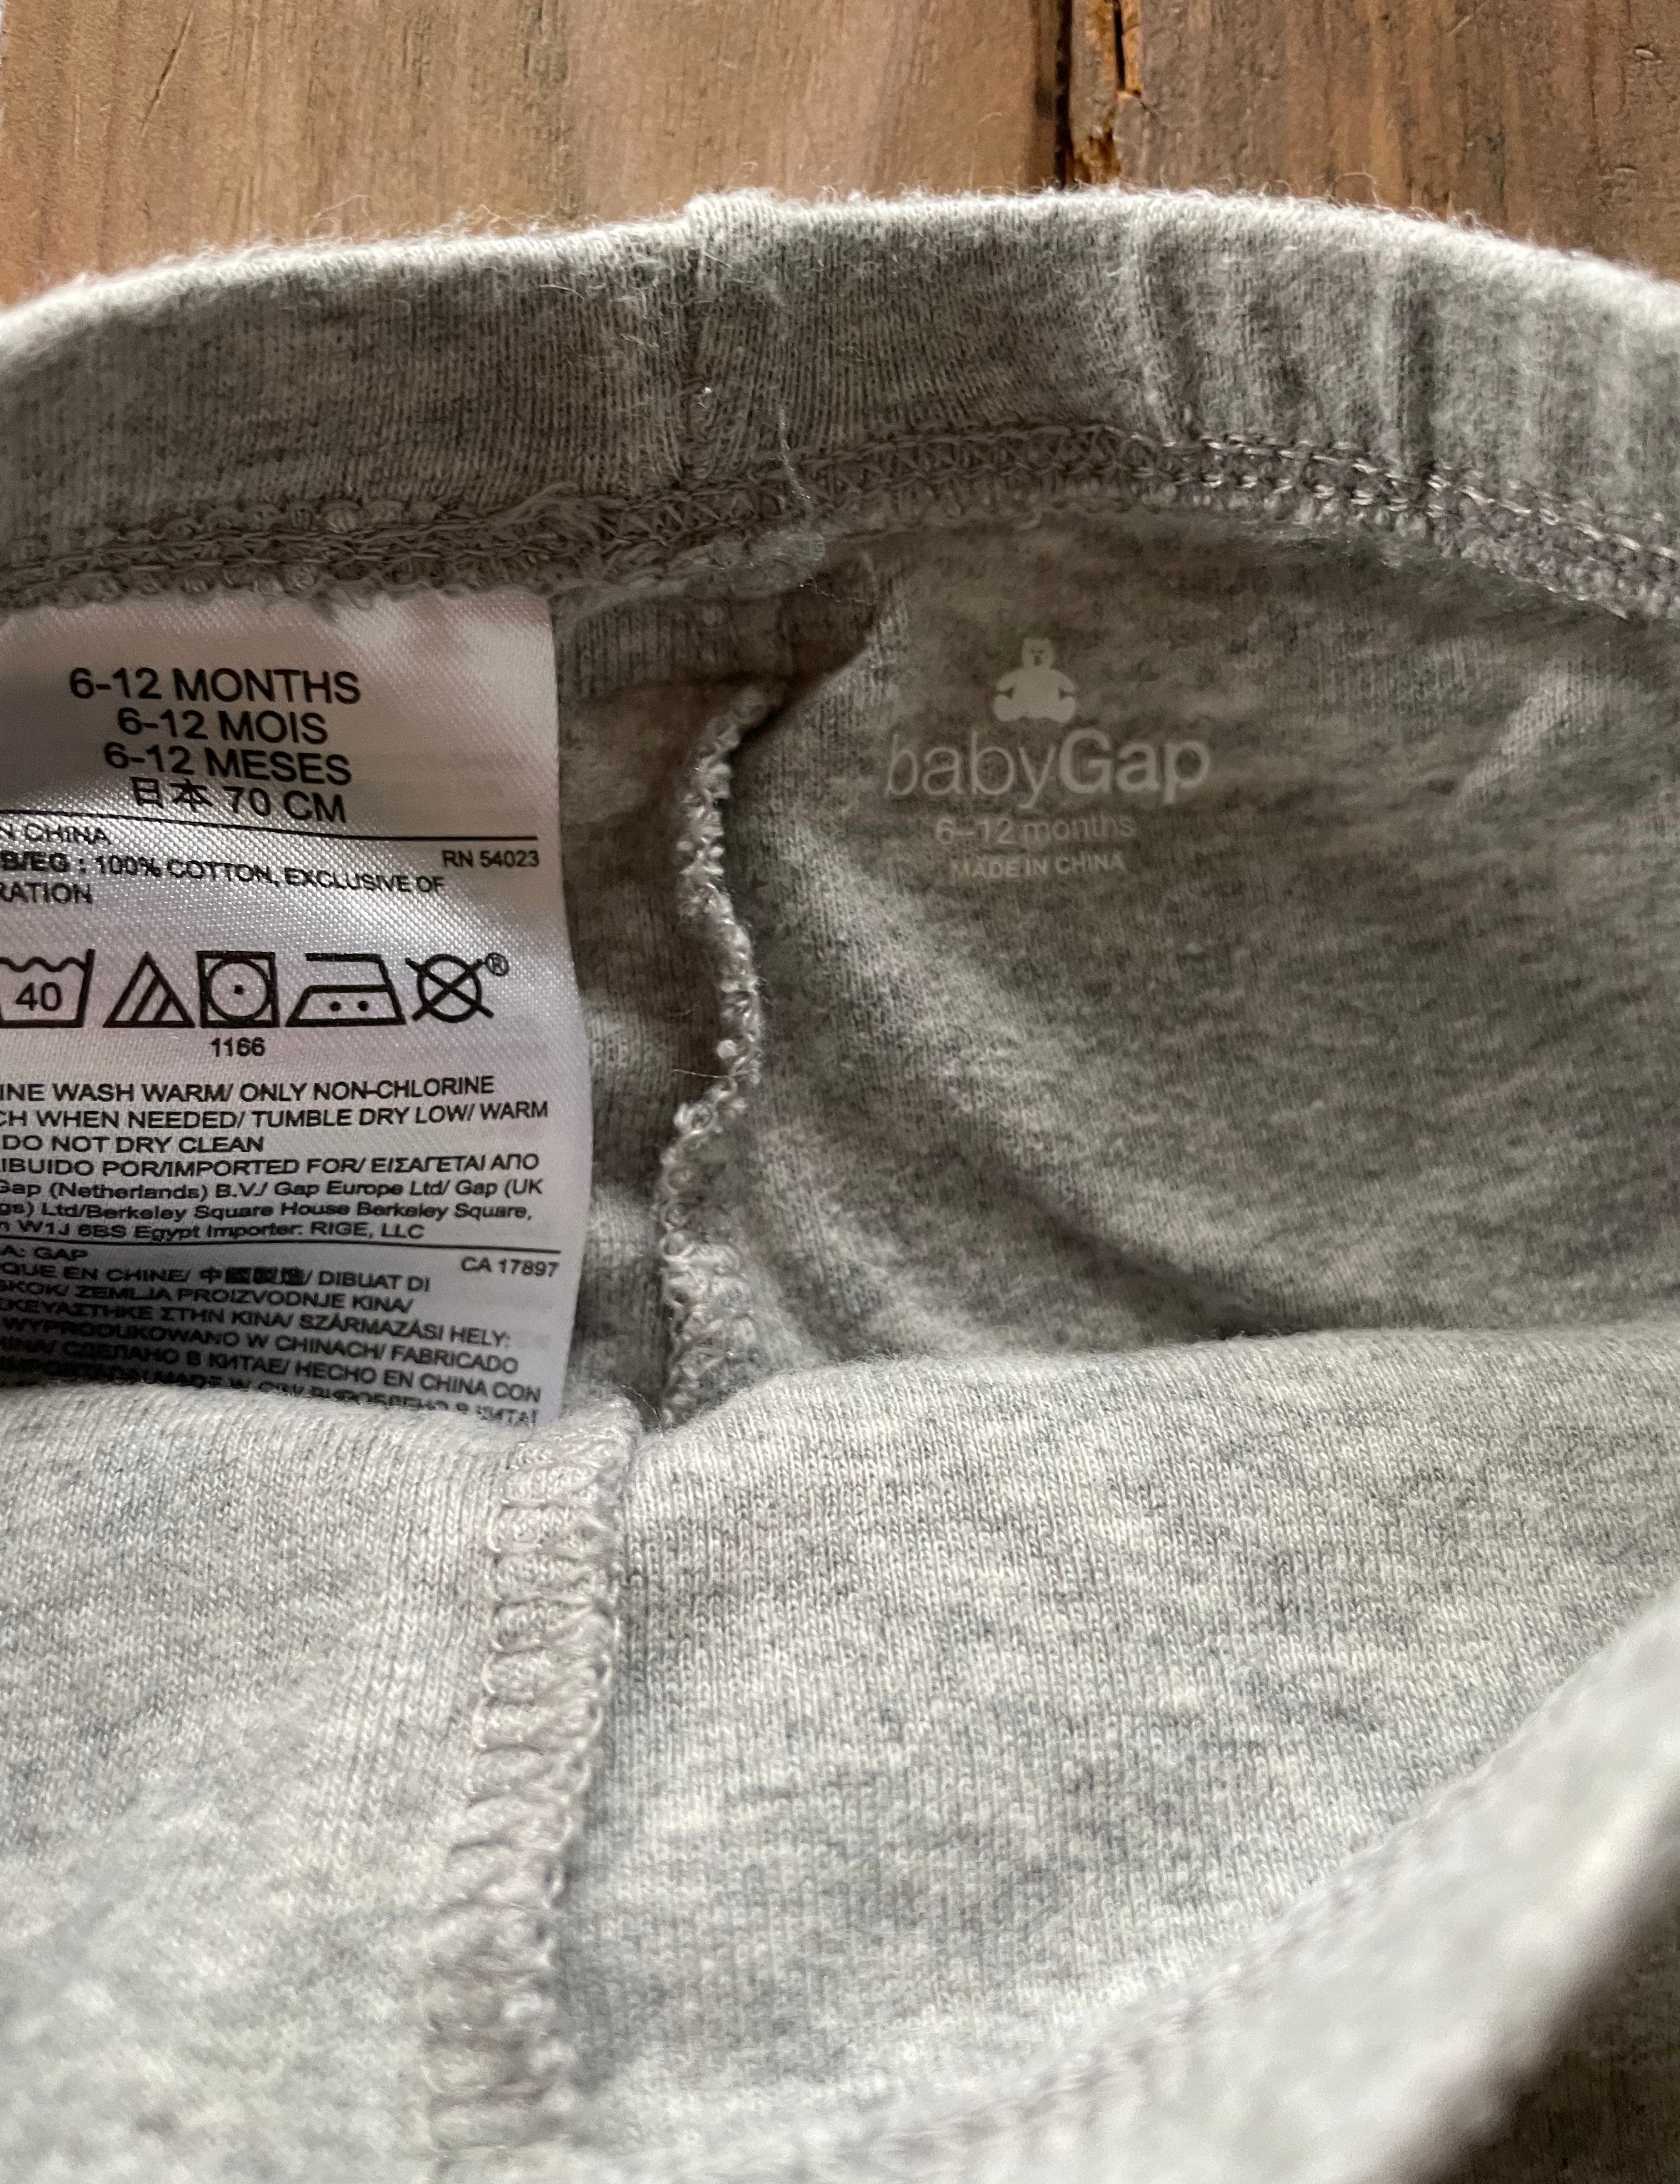 6-12 MONTHS
6-12 MOIS
6-12 MESES
日本 70 CM
N CHINA
RN 54023
B/EG : 100% COTTON, EXCLUSIVE OF
RATION
40
®
1166
INE WASH WARM/ ONLY NON-CHLORINE
CH WHEN NEEDED/ TUMBLE DRY LOW/ WARM
DO NOT DRY CLEAN
IBUIDO POR/IMPORTED FOR/ ΕΙΣΑΓΕΤΑΙ ΑΠΟ
Gap (Netherlands) B.V./ Gap Europe Ltd/ Gap (UK
gs) Ltd/Berkeley Square House Berkeley Square,
n W1J 6BS Egypt Importer: RIGE, LLC
A: GAP
CA 17897
QUE EN CHINE/ 中國製造/ DIBUAT DI
SKOK/ ZEMLJA PROIZVODNJE KINA/
ΣΚΕΥΑΣΤΗΚΕ ΣΤΗΝ ΚΙΝΑ/ SZÁRMAZÁSI HELY:
WYPRODUKOWANO W CHINACH/ FABRICADO
HINA/ СДЕЛАНО В КИТАЕ/ HECHO EN CHINA CON
babyGap
6–12 months
MADE IN CHINA